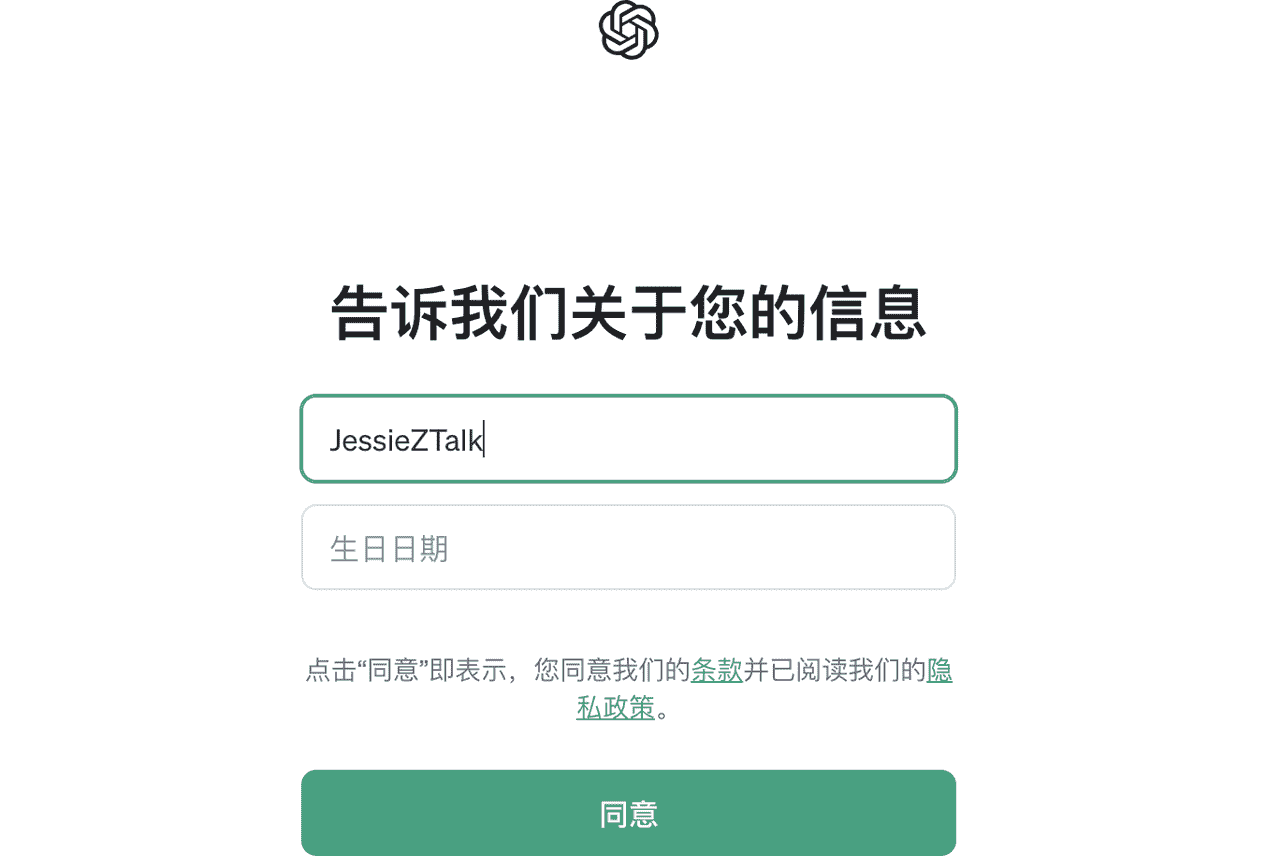 告诉我们关于您的信息
JessieZTalk
生日日期
点击“同意”即表示，您同意我们的条款并已阅读我们的隐
私政策。
同意